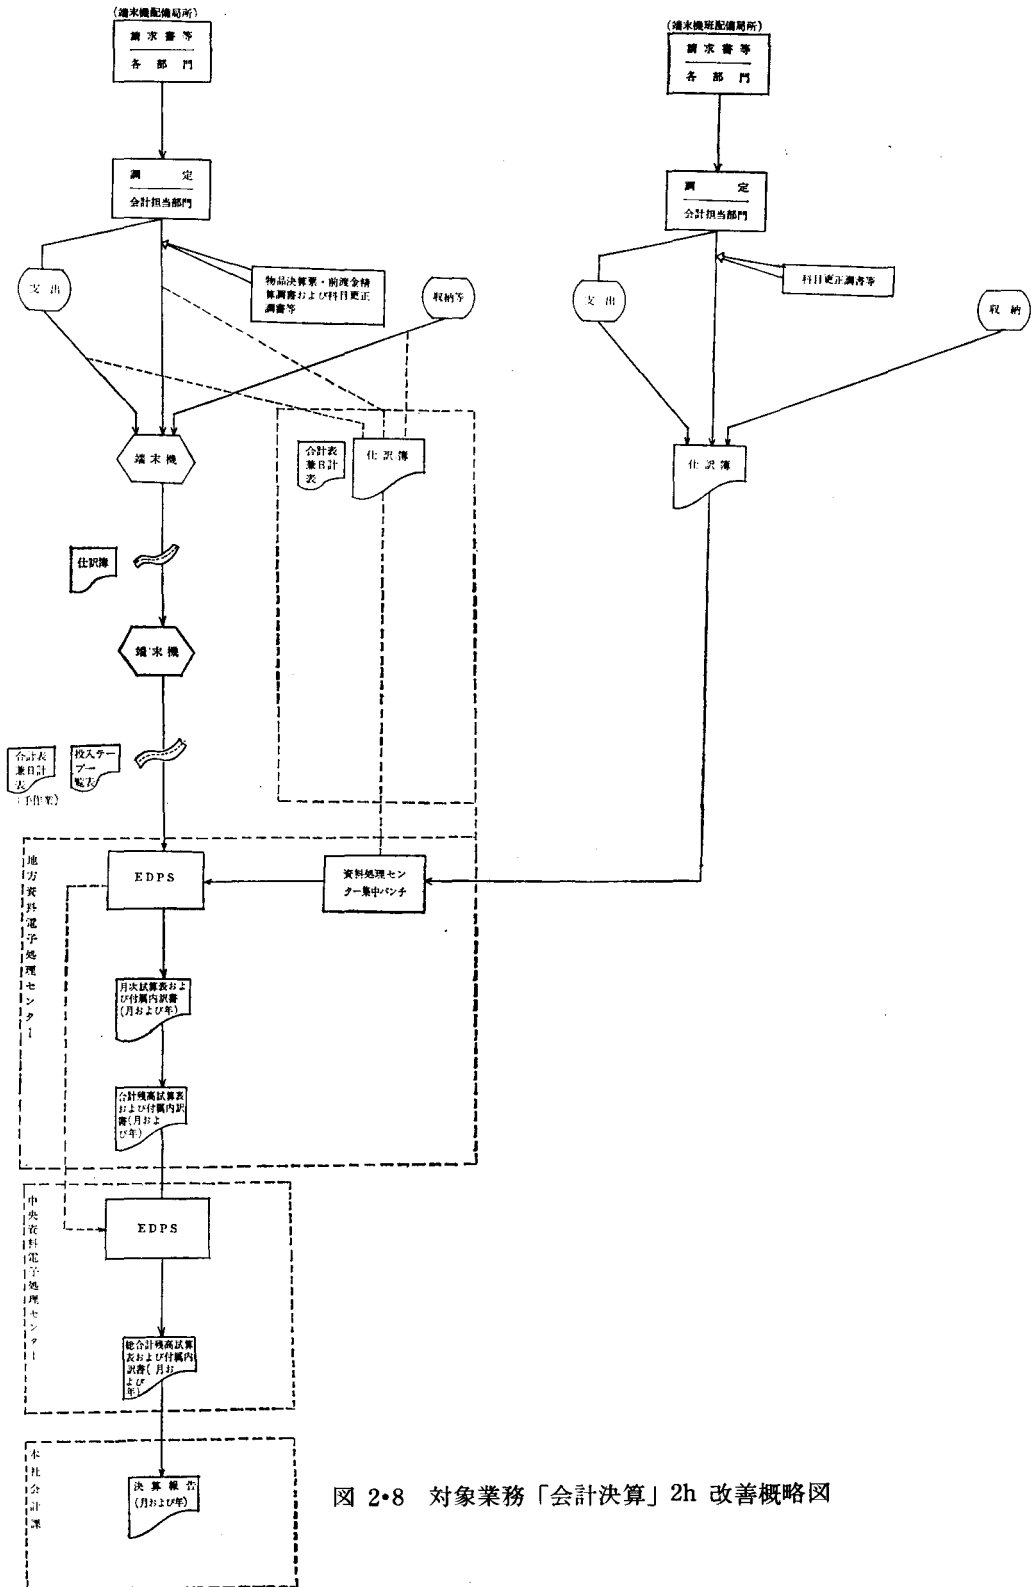 (端末機配備局所)
請求書等
各部門
調定
会計担当部門
支出
物品決算票・前渡金精
算調書および科目更正
調書等
収納等
端末機
合計表
兼日計
表
仕訳簿
仕訳簿
端末機
合計表
兼日計
表
(手作業)
投入テー
プ一
覧表
(端末機班配備局所)
請求書等
各部門
調定
会計担当部門
支出
科目更正調書等
収納
仕訳簿
地方資料電子処理センター
EDPS
資料処理セン
ター集中パンチ
月次試算表およ
び付属内訳書
(月および年)
合計残高試算表
および付属内訳
書(月およ
び年)
中央資料電子処理センター
EDPS
総合計残高試算
表および付属内
訳書(月お
よび
年)
本社会計課
決算報告
(月および年)
図 2・8 対象業務「会計決算」2h 改善概略図